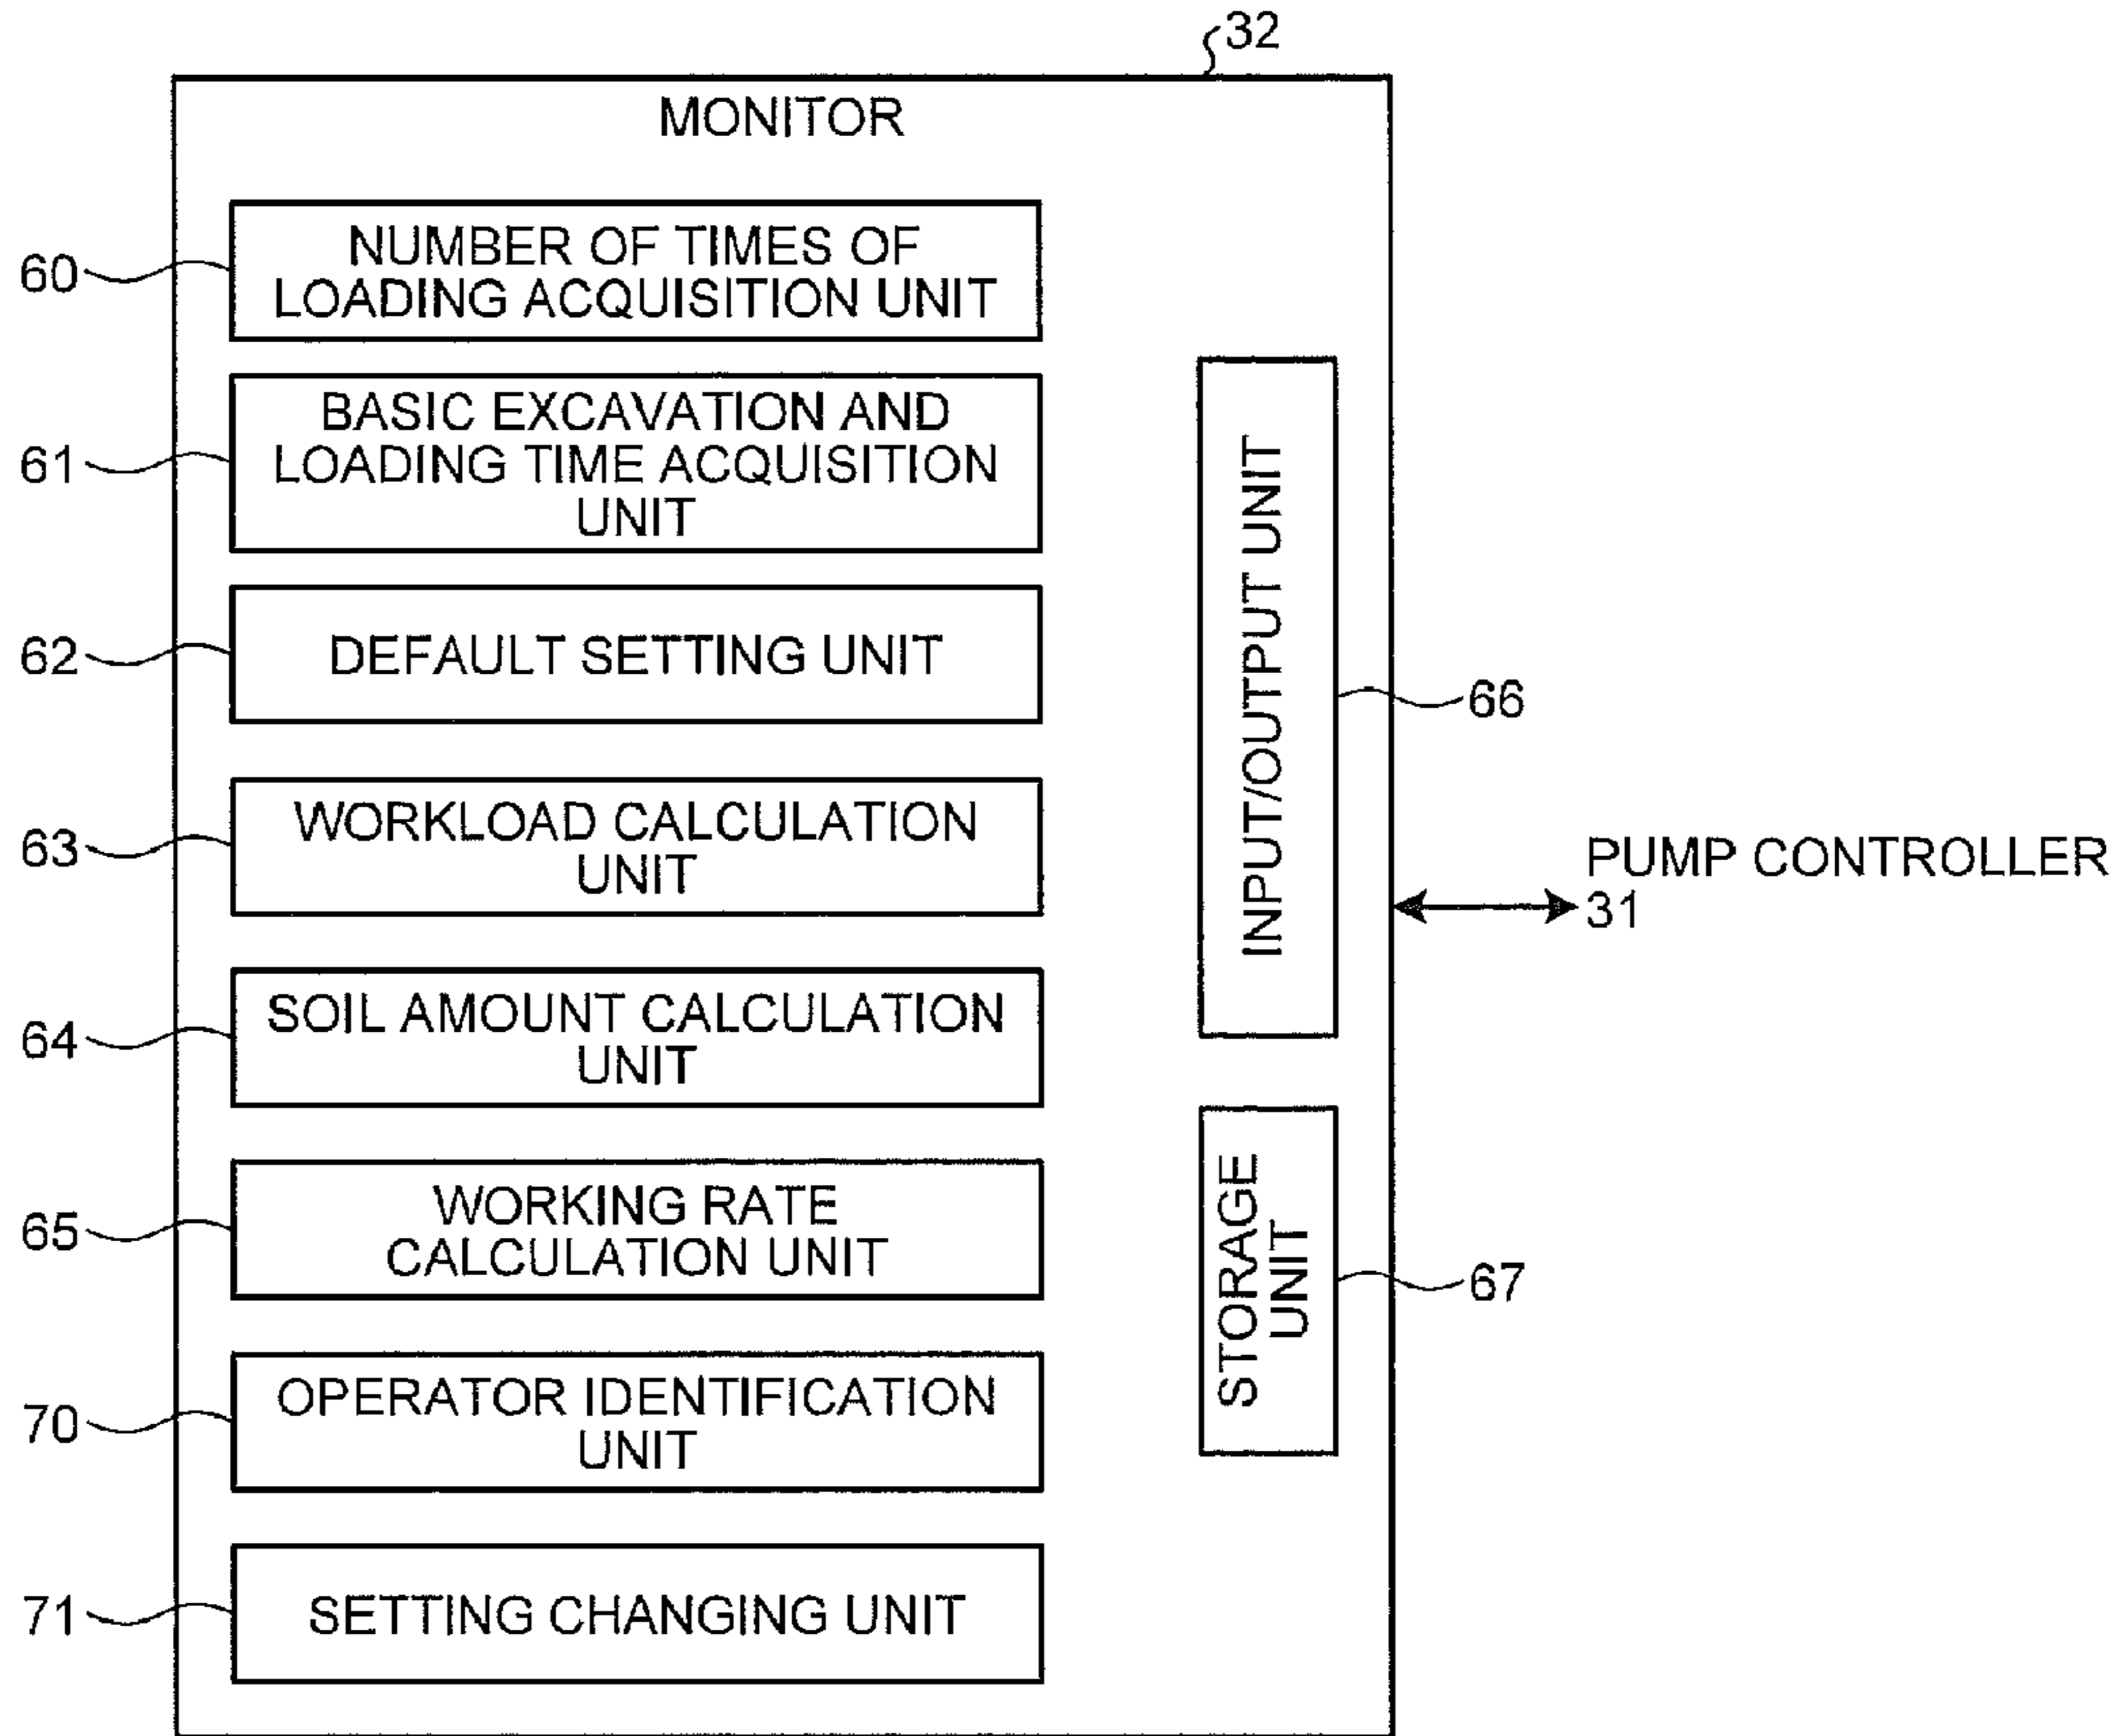 32
MONITOR
60
NUMBER OF TIMES OF
LOADING ACQUISITION UNIT
61
BASIC EXCAVATION AND
LOADING TIME ACQUISITION
UNIT
62
DEFAULT SETTING UNIT
63
WORKLOAD CALCULATION
UNIT
64
SOIL AMOUNT CALCULATION
UNIT
65
WORKING RATE
CALCULATION UNIT
70
OPERATOR IDENTIFICATION
UNIT
71
SETTING CHANGING UNIT
INPUT/OUTPUT UNIT
66
STORAGE
UNIT
67
PUMP CONTROLLER
31